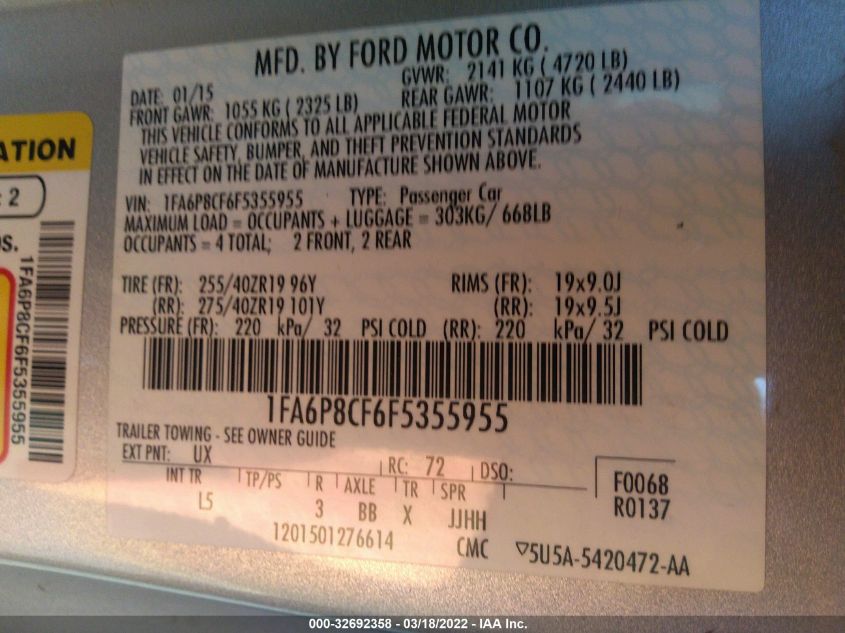 MFD. BY FORD MOTOR CO.
DATE: 01/15 GVWR: 2141 KG ( 4720 LB)
FRONT GAWR: 1055 KG ( 2325 LB) REAR GAWR: 1107 KG ( 2440 LB)
THIS VEHICLE CONFORMS TO ALL APPLICABLE FEDERAL MOTOR
VEHICLE SAFETY, BUMPER, AND THEFT PREVENTION STANDARDS
IN EFFECT ON THE DATE OF MANUFACTURE SHOWN ABOVE.
VIN: 1FA6P8CF6F5355955 TYPE: Passenger Car
MAXIMUM LOAD = OCCUPANTS + LUGGAGE = 303KG/ 668LB
OCCUPANTS = 4 TOTAL; 2 FRONT, 2 REAR
TIRE (FR): 255/40ZR19 96Y RIMS (FR): 19x9.0J
(RR): 275/40ZR19 101Y (RR): 19x9.5J
PRESSURE (FR): 220 kPa/ 32 PSI COLD (RR): 220 kPa/ 32 PSI COLD
1FA6P8CF6F5355955
TRAILER TOWING - SEE OWNER GUIDE
EXT PNT: UX RC: 72 DSO:
INT TR TP/PS R AXLE TR SPR
L5 3 BB X JJHH
F0068
R0137
1201501276614 CMC 5U5A-5420472-AA
ATION
: 2
os.
1FA6P8CF6F5355955
000-32692358 - 03/18/2022 - IAA Inc.